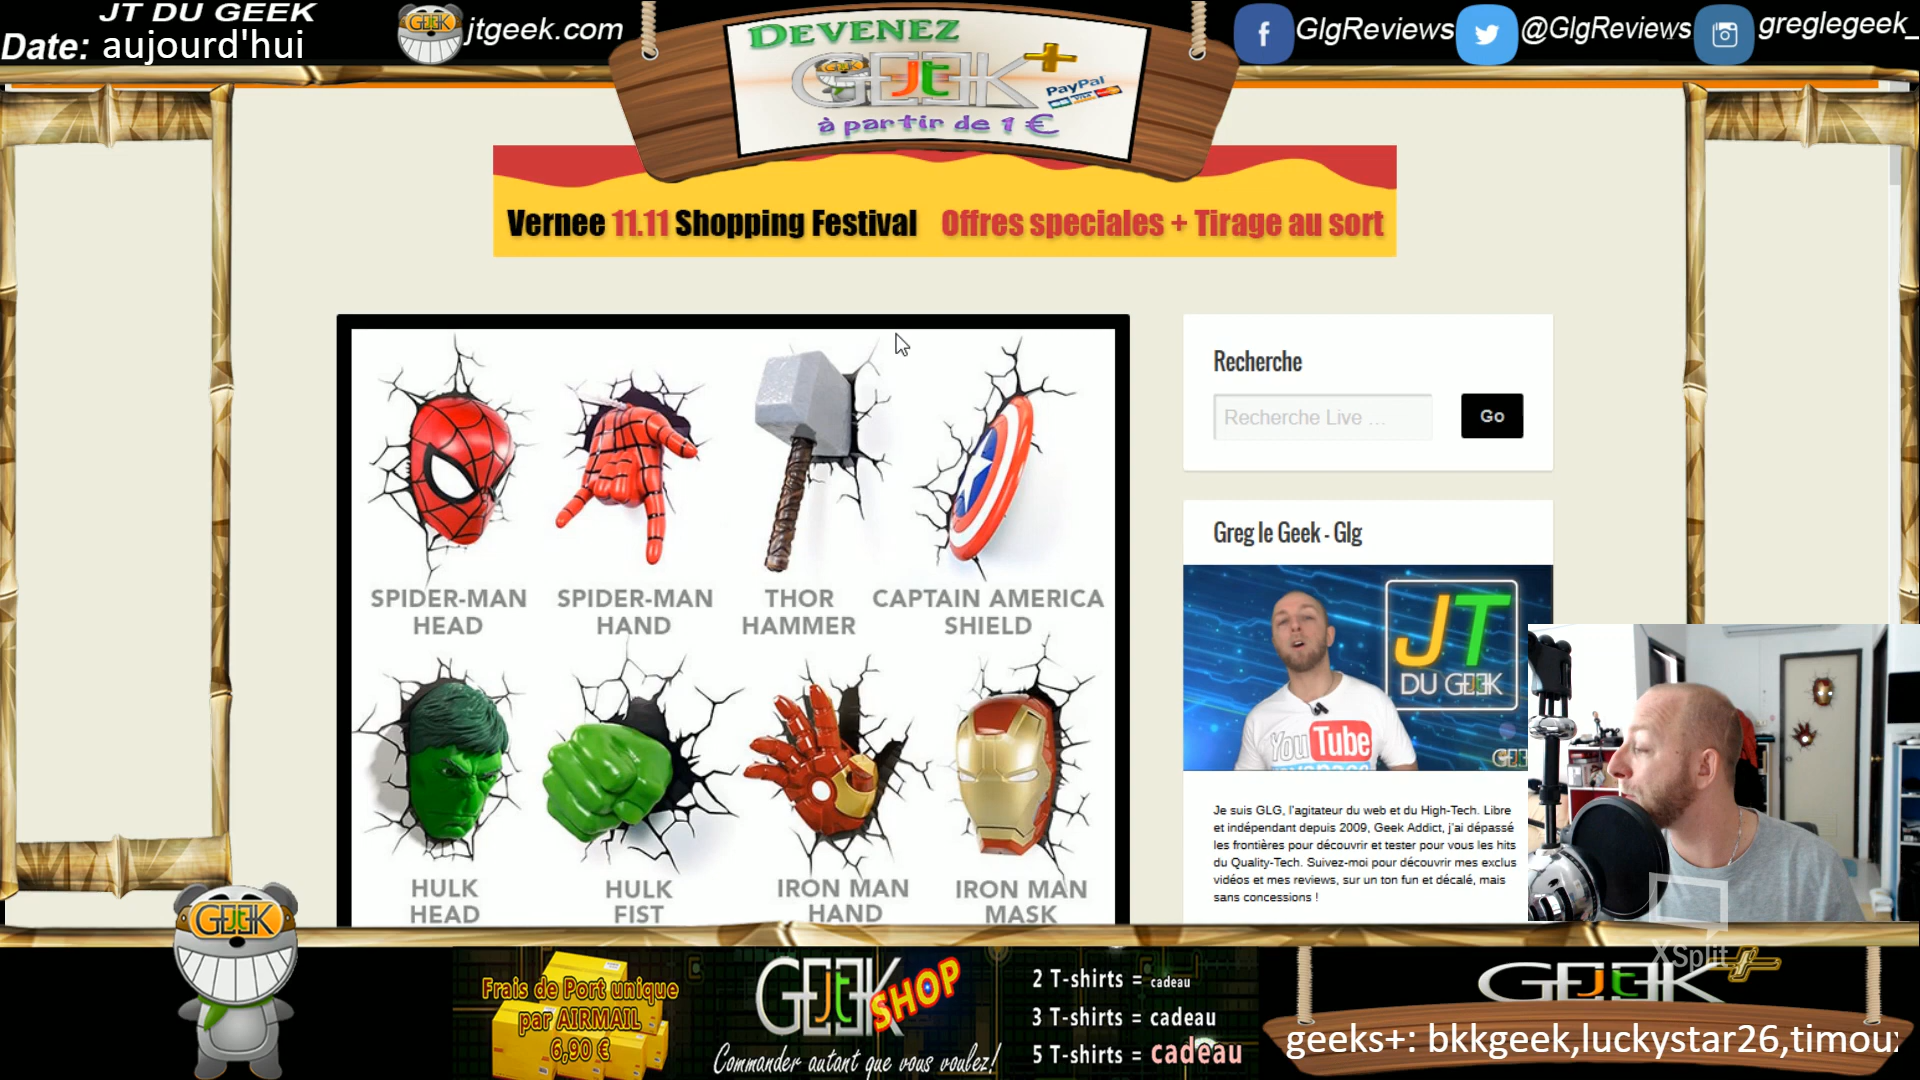 JT DU GEEK
Date: aujourd'hui
GEEK
jtgeek.com
DEVENEZ
GEEK+
PayPal
à partir de 1 €
GlgReviews
@GlgReviews
greglegeek_
Vernee 11.11 Shopping Festival Offres speciales + Tirage au sort
SPIDER-MAN
HEAD
SPIDER-MAN
HAND
THOR
HAMMER
CAPTAIN AMERICA
SHIELD
HULK
HEAD
HULK
FIST
IRON MAN
HAND
IRON MAN
MASK
Recherche
Recherche Live ...
Go
Greg le Geek - Glg
JT
DU GEEK
You Tube
Je suis GLG, l'agitateur du web et du High-Tech. Libre
et indépendant depuis 2009, Geek Addict, j'ai dépassé
les frontières pour découvrir et tester pour vous les hits
du Quality-Tech. Suivez-moi pour découvrir mes exclus
vidéos et mes reviews, sur un ton fun et décalé, mais
sans concessions !
GEEK
Frais de Port unique
par AIRMAIL
6,90 €
GEEK SHOP
Commander autant que vous voulez!
2 T-shirts = cadeau
3 T-shirts = cadeau
5 T-shirts = cadeau
XSplit
GEEK+
geeks+: bkkgeek,luckystar26,timou